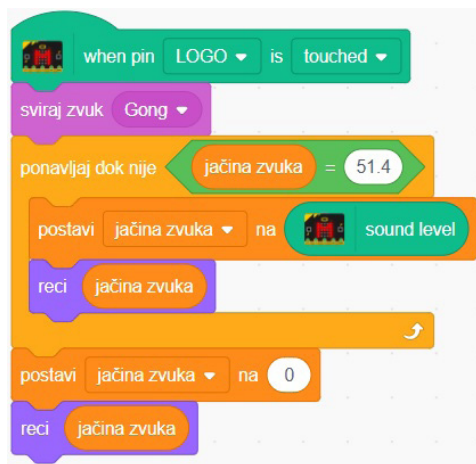 when pin LOGO is touched
sviraj zvuk Gong
ponavljaj dok nije jačina zvuka = 51.4
postavi jačina zvuka na sound level
reci jačina zvuka
postavi jačina zvuka na 0
reci jačina zvuka